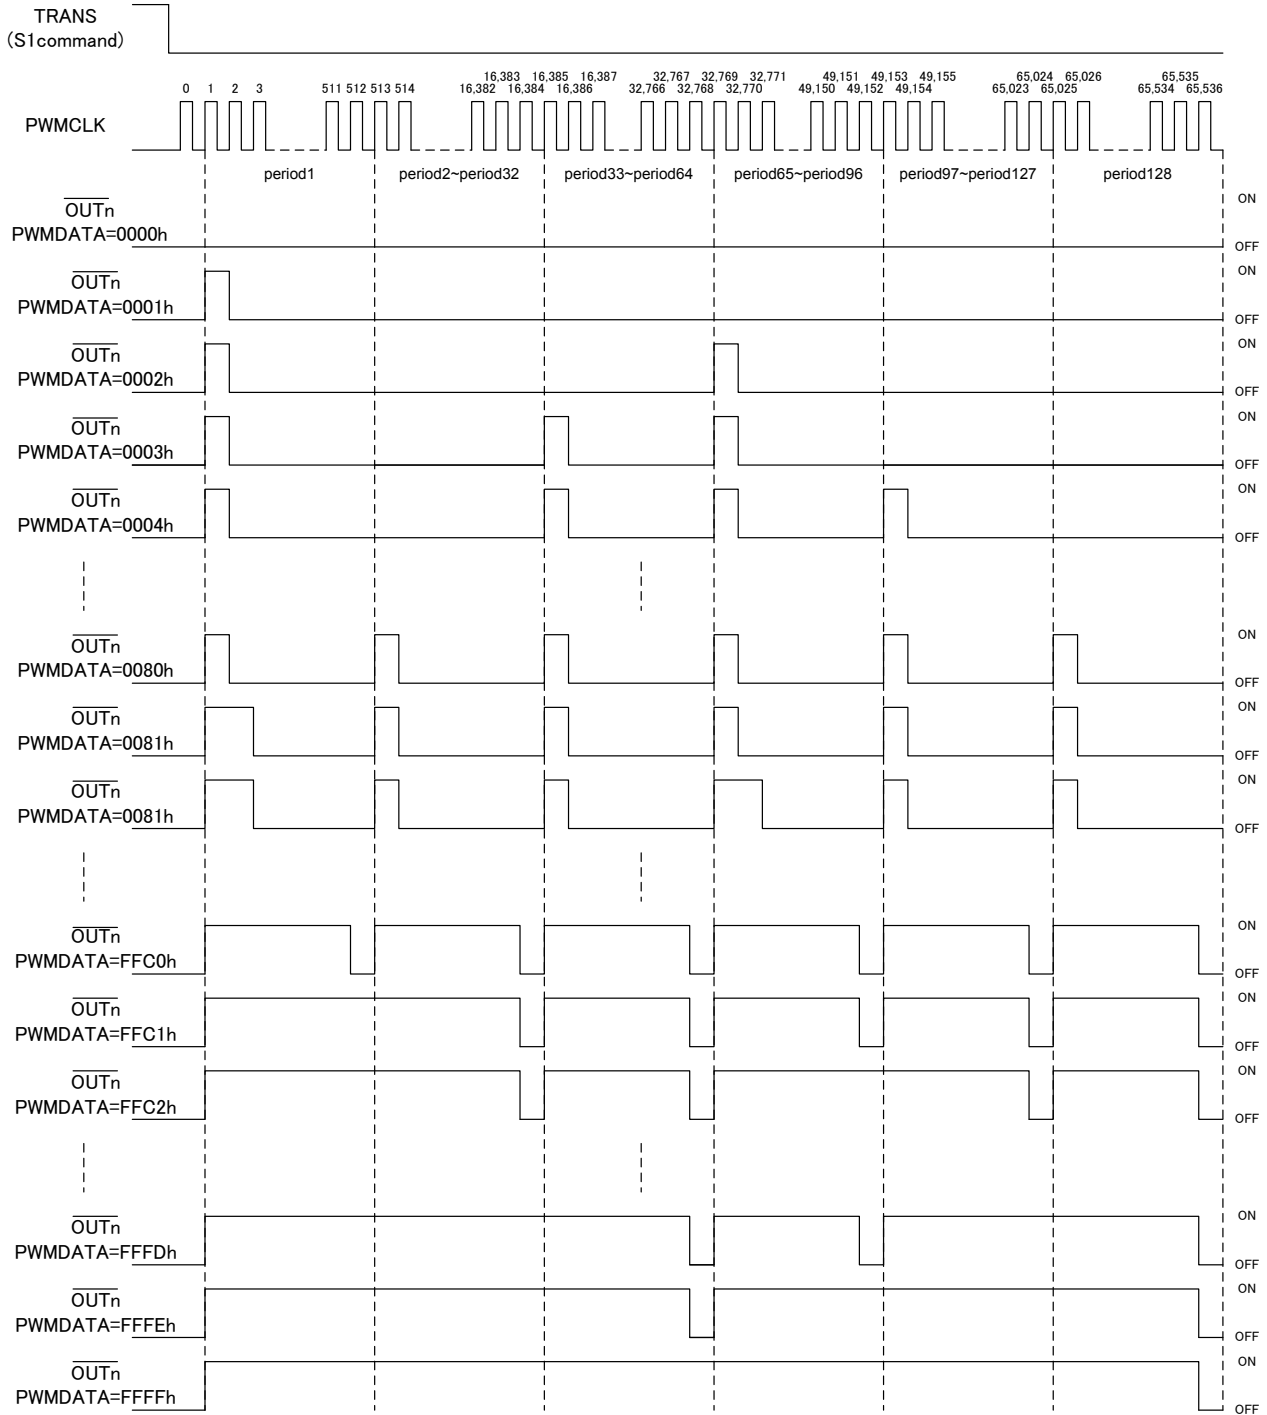 TRANS
(S1command)
16,383 16,385 16,387 32,767 32,769 32,771 49,151 49,153 49,155 65,024 65,026 65,535
0 1 2 3 511 512 513 514 16,382 16,384 16,386 32,766 32,768 32,770 49,150 49,152 49,154 65,023 65,025 65,534 65,536
PWMCLK
period1 period2~period32 period33~period64 period65~period96 period97~period127 period128
ON
OUTn
PWMDATA=0000h
OFF
ON
OUTn
PWMDATA=0001h
OFF
ON
OUTn
PWMDATA=0002h
OFF
ON
OUTn
PWMDATA=0003h
OFF
ON
OUTn
PWMDATA=0004h
OFF
ON
OUTn
PWMDATA=0080h
OFF
ON
OUTn
PWMDATA=0081h
OFF
ON
OUTn
PWMDATA=0081h
OFF
ON
OUTn
PWMDATA=FFC0h
OFF
ON
OUTn
PWMDATA=FFC1h
OFF
ON
OUTn
PWMDATA=FFC2h
OFF
ON
OUTn
PWMDATA=FFFDh
OFF
ON
OUTn
PWMDATA=FFFEh
OFF
ON
OUTn
PWMDATA=FFFFh
OFF